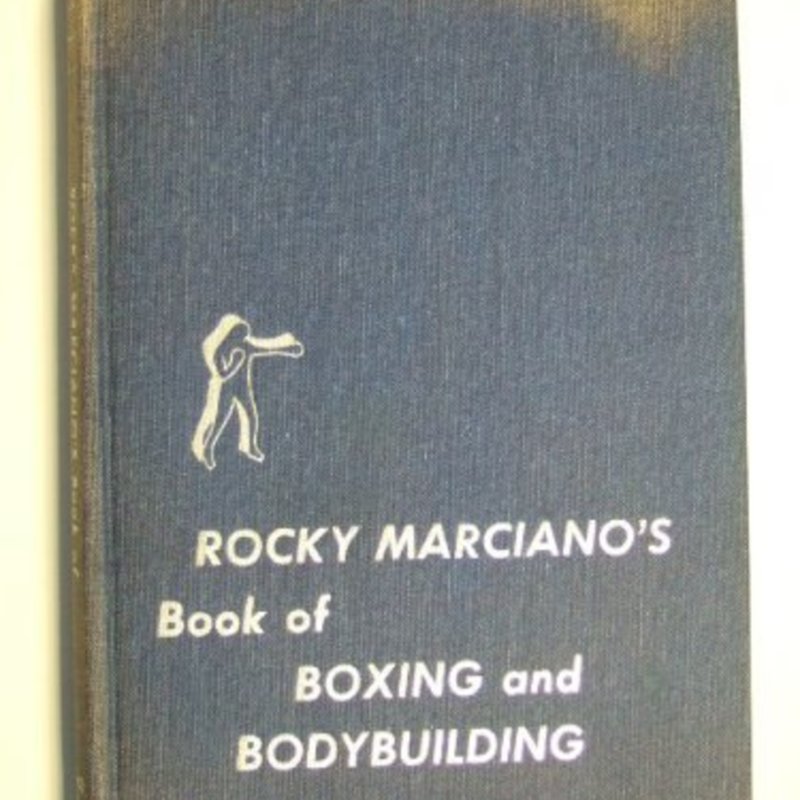 ROCKY MARCIANO'S
Book of
BOXING and
BODYBUILDING